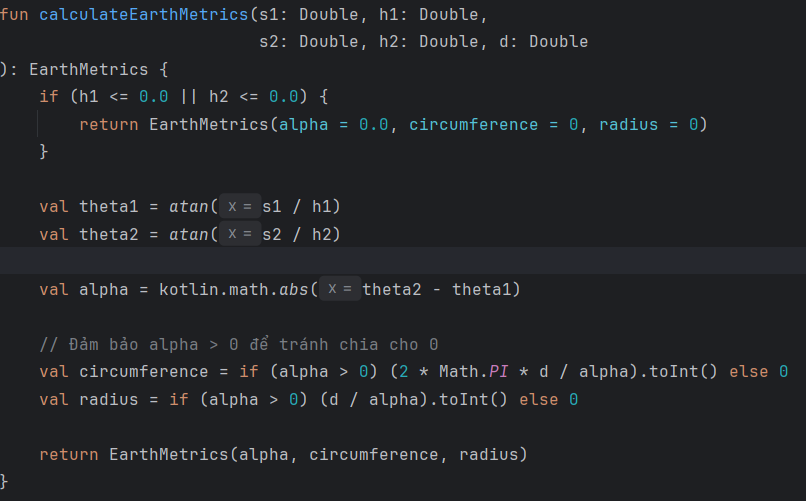 fun calculateEarthMetrics(s1: Double, h1: Double,
s2: Double, h2: Double, d: Double
): EarthMetrics {
if (h1 <= 0.0 || h2 <= 0.0) {
return EarthMetrics(alpha = 0.0, circumference = 0, radius = 0)
}
val theta1 = atan( x = s1 / h1)
val theta2 = atan( x = s2 / h2)
val alpha = kotlin.math.abs( x = theta2 - theta1)
// Đảm bảo alpha > 0 để tránh chia cho 0
val circumference = if (alpha > 0) (2 * Math.PI * d / alpha).toInt() else 0
val radius = if (alpha > 0) (d / alpha).toInt() else 0
return EarthMetrics(alpha, circumference, radius)
}